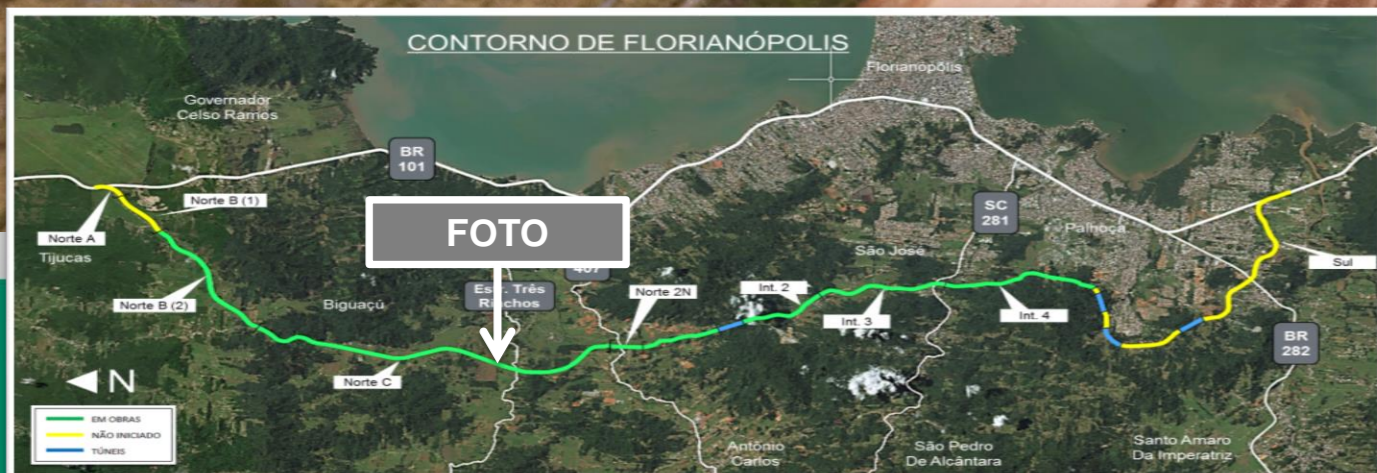 CONTORNO DE FLORIANÓPOLIS
Florianópolis
Governador
Celso Ramos
BR
101
Norte B (1)
Norte A
Tijucas
FOTO
SC
281
Palhoça
São José
Sul
407
Estr. Três
Riachos
Norte 2N
Int. 2
Int. 3
Int. 4
Norte B (2)
Biguaçú
BR
282
N
Norte C
EM OBRAS
NÃO INICIADO
TÚNEIS
Antônio
Carlos
São Pedro
De Alcântara
Santo Amaro
Da Imperatriz